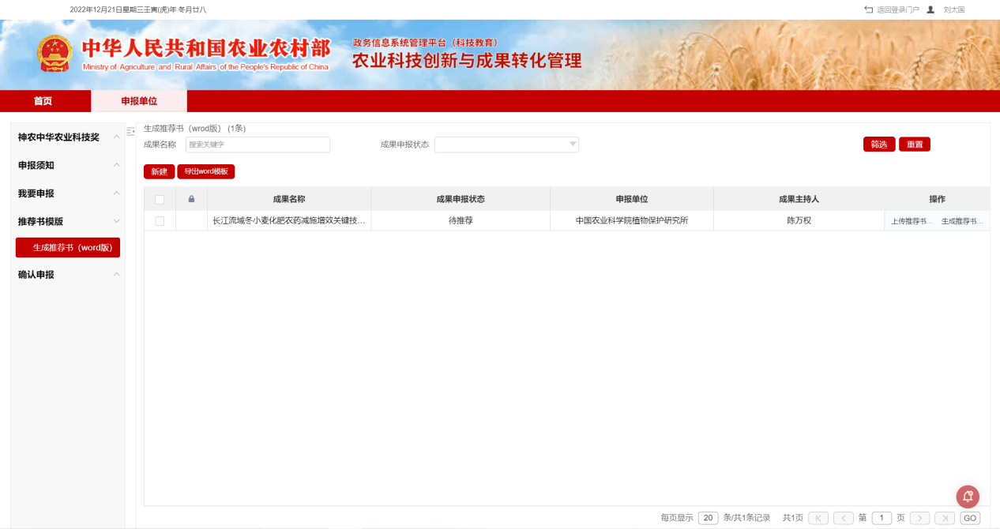 2022年12月21日星期三壬寅(虎)年 冬月廿八
返回登录门户 刘太国
中华人民共和国农业农村部
Ministry of Agriculture and Rural Affairs of the People's Republic of China
政务信息系统管理平台（科技教育）
农业科技创新与成果转化管理
首页 申报单位
神农中华农业科技奖
申报须知
我要申报
推荐书模版
生成推荐书（word版）
确认申报
生成推荐书（wrod版）(1条)
成果名称 搜索关键字 成果申报状态 筛选 重置
新建 导出word模板
成果名称 成果申报状态 申报单位 成果主持人 操作
长江流域冬小麦化肥农药减施增效关键技... 待推荐 中国农业科学院植物保护研究所 陈万权 上传推荐书... 生成推荐书...
每页显示 20 条/共1条记录 共1页 第 1 页 GO